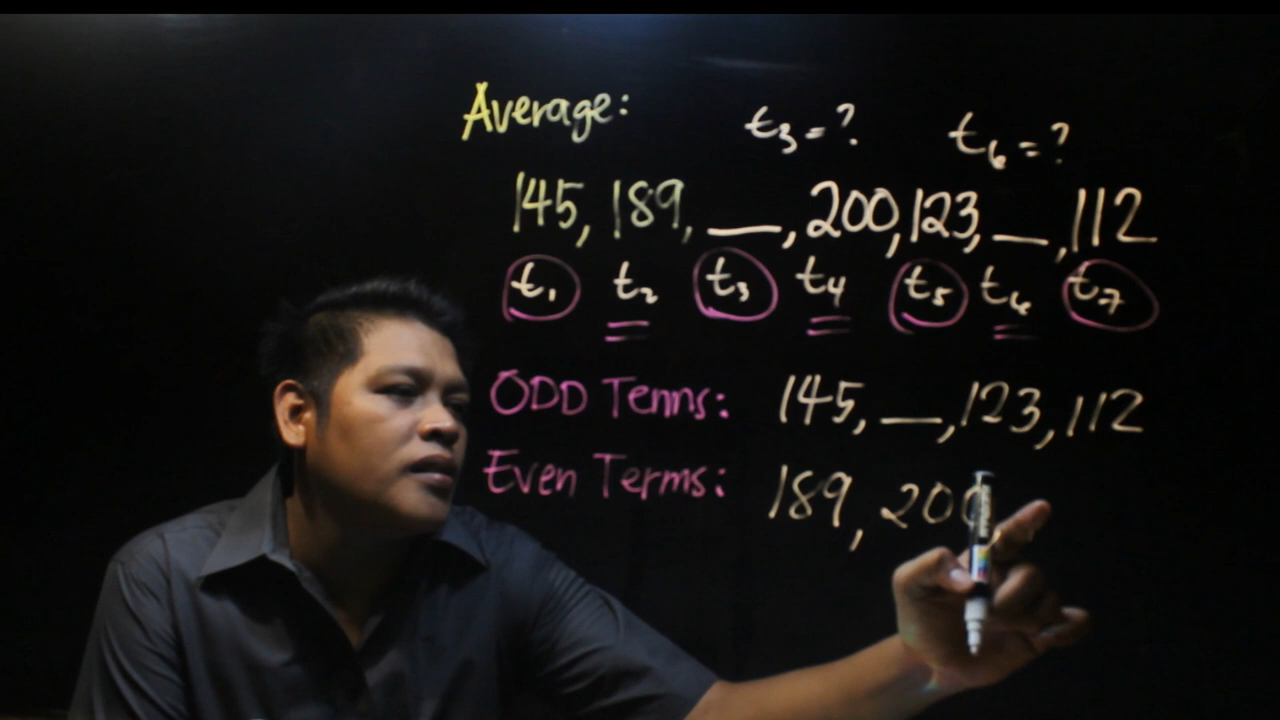 Average: t₃ = ? t₆ = ?
145, 189, __, 200, 123, __, 112
t₁ t₂ t₃ t₄ t₅ t₆ t₇
ODD Terms: 145, __, 123, 112
Even Terms: 189, 200